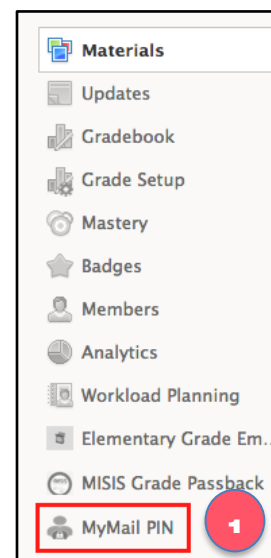 Materials
Updates
Gradebook
Grade Setup
Mastery
Badges
Members
Analytics
Workload Planning
Elementary Grade Em...
MISIS Grade Passback
MyMail PIN
1